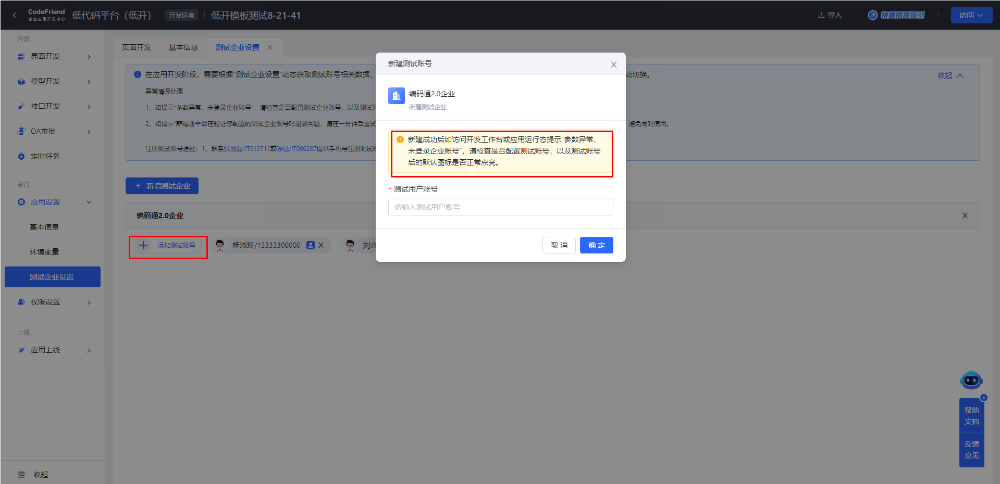 CodeFriend
企业应用开发中心
低代码平台（低开）
开发环境
低开模板测试8-21-41
导入
快速搭建指引
访问
开发
界面开发
模型开发
接口开发
OA审批
定时任务
设置
应用设置
基本信息
环境变量
测试企业设置
权限设置
上线
应用上线
收起
页面开发
基本信息
测试企业设置
在应用开发阶段，需要根据“测试企业设置”动态获取测试账号相关数据，
动切换。
收起
异常情况处理
1、如提示“参数异常，未登录企业账号”，请检查是否配置测试企业账号，以及测试
2、如提示“薪福通平台在验证您配置的测试企业账号时遇到问题，请在一分钟后重试
避免同时使用。
注册测试账号途径：1、联系张旭磊/IT010711或陈钰/IT006287提供手机号注册测试
新增测试企业
编码通2.0企业
添加测试账号
杨淑珍/13333300000
刘念
新建测试账号
编码通2.0企业
所属测试企业
新建成功后如访问开发工作台或应用运行态提示“参数异常，
未登录企业账号”，请检查是否配置测试账号，以及测试账号
后的默认图标是否正常点亮。
* 测试用户账号
请输入测试用户账号
取 消
确 定
帮助
文档
反馈
意见